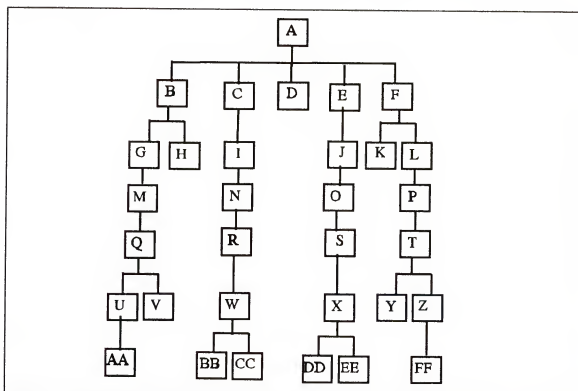 A
B C D E F
G H I J K L
M N O P
Q R S T
U V W X Y Z
AA BB CC DD EE FF